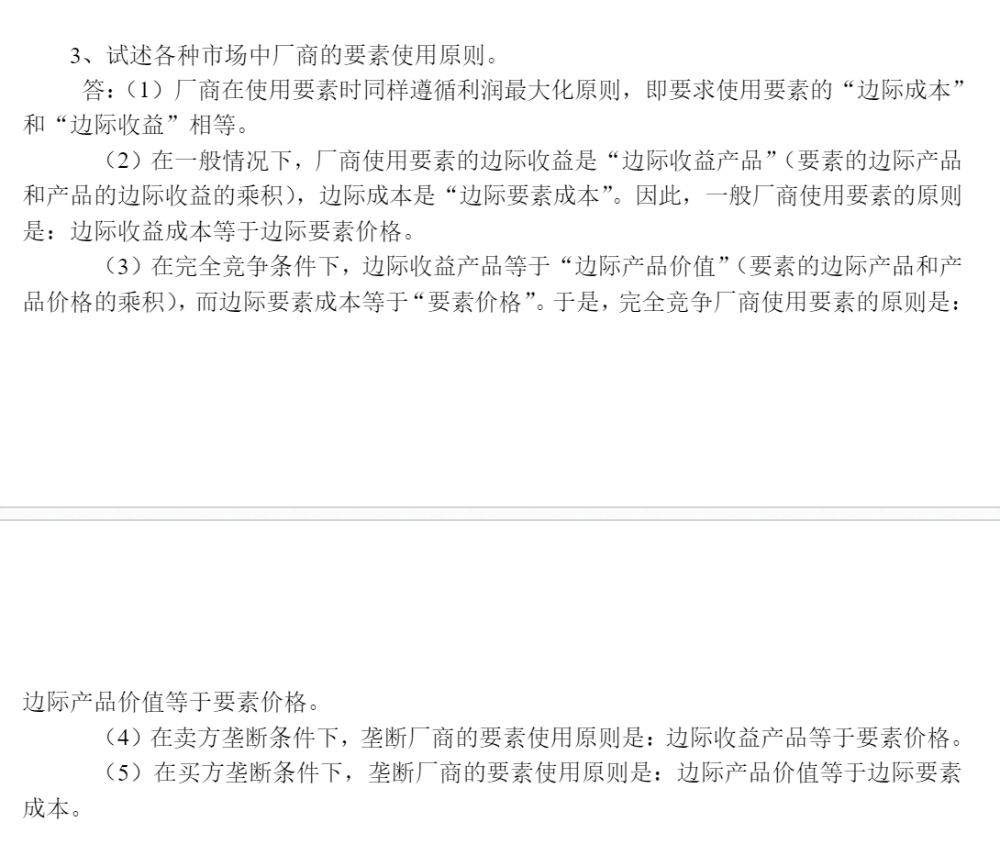 3、试述各种市场中厂商的要素使用原则。
答：（1）厂商在使用要素时同样遵循利润最大化原则，即要求使用要素的“边际成本”
和“边际收益”相等。
（2）在一般情况下，厂商使用要素的边际收益是“边际收益产品”（要素的边际产品
和产品的边际收益的乘积），边际成本是“边际要素成本”。因此，一般厂商使用要素的原则
是：边际收益成本等于边际要素价格。
（3）在完全竞争条件下，边际收益产品等于“边际产品价值”（要素的边际产品和产
品价格的乘积），而边际要素成本等于“要素价格”。于是，完全竞争厂商使用要素的原则是：
边际产品价值等于要素价格。
（4）在卖方垄断条件下，垄断厂商的要素使用原则是：边际收益产品等于要素价格。
（5）在买方垄断条件下，垄断厂商的要素使用原则是：边际产品价值等于边际要素
成本。